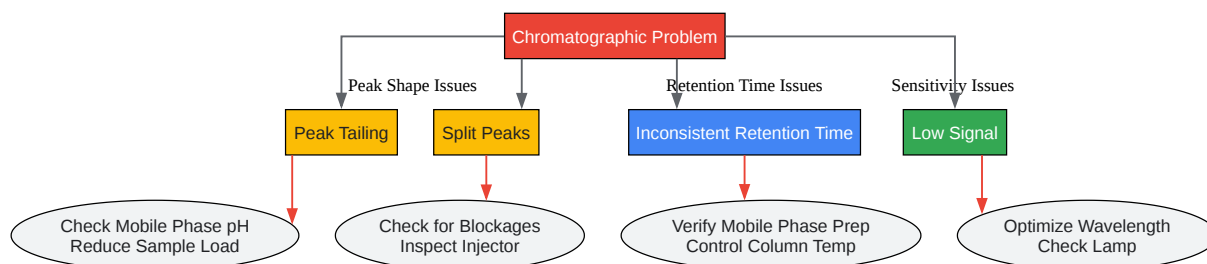 Chromatographic Problem
Peak Shape Issues
Retention Time Issues
Sensitivity Issues
Peak Tailing
Split Peaks
Inconsistent Retention Time
Low Signal
Check Mobile Phase pH
Reduce Sample Load
Check for Blockages
Inspect Injector
Verify Mobile Phase Prep
Control Column Temp
Optimize Wavelength
Check Lamp